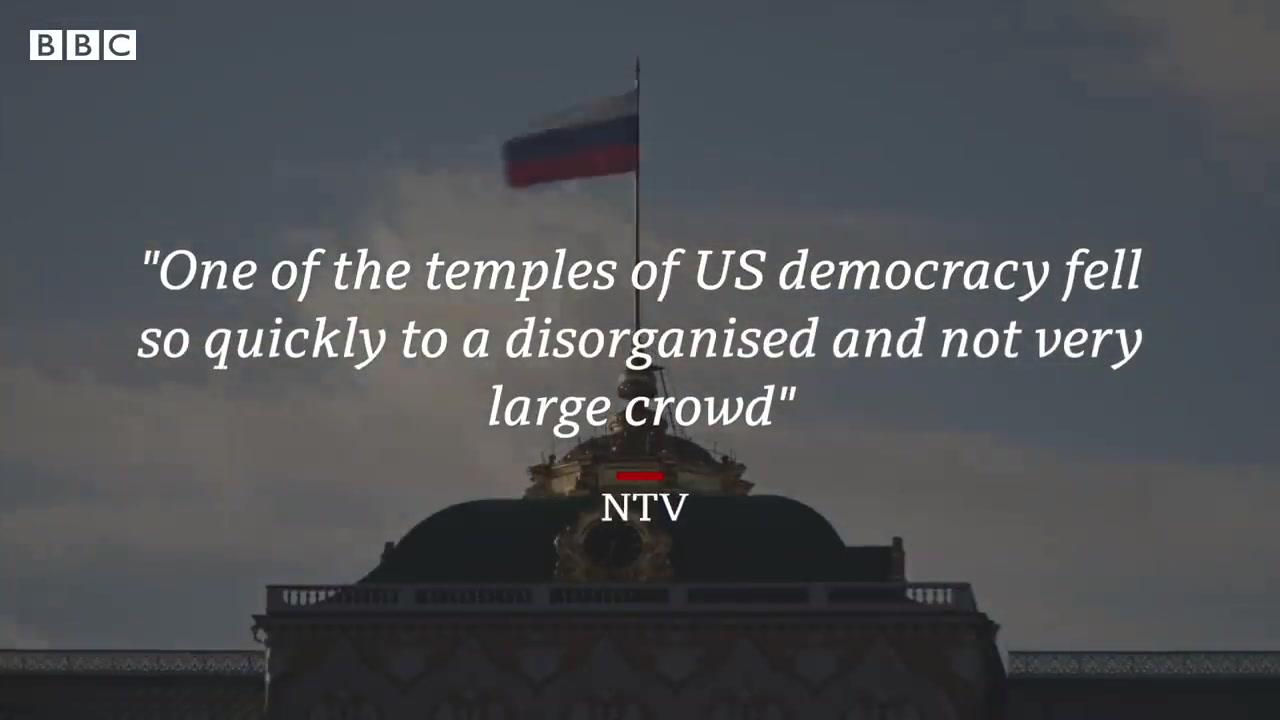 BBC
"One of the temples of US democracy fell
so quickly to a disorganised and not very
large crowd"
NTV